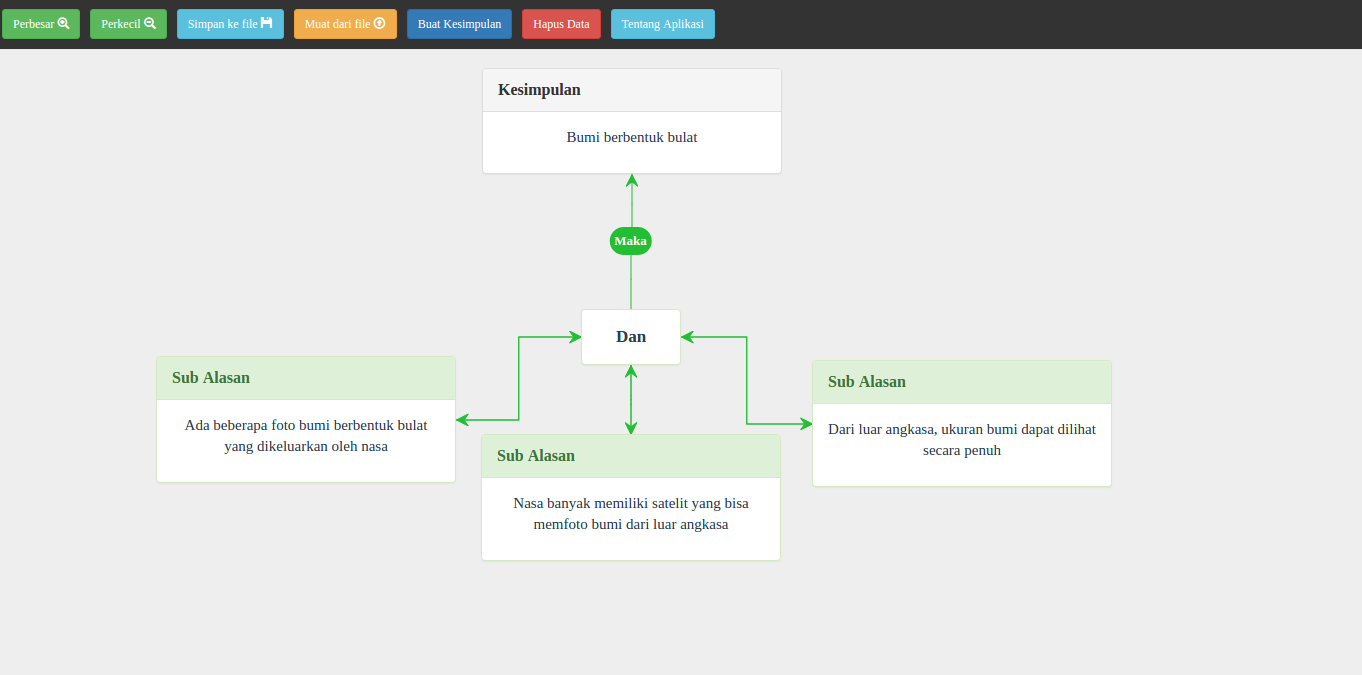 Perbesar
Perkecil
Simpan ke file
Muat dari file
Buat Kesimpulan
Hapus Data
Tentang Aplikasi
Kesimpulan
Bumi berbentuk bulat
Maka
Dan
Sub Alasan
Ada beberapa foto bumi berbentuk bulat
yang dikeluarkan oleh nasa
Sub Alasan
Nasa banyak memiliki satelit yang bisa
memfoto bumi dari luar angkasa
Sub Alasan
Dari luar angkasa, ukuran bumi dapat dilihat
secara penuh